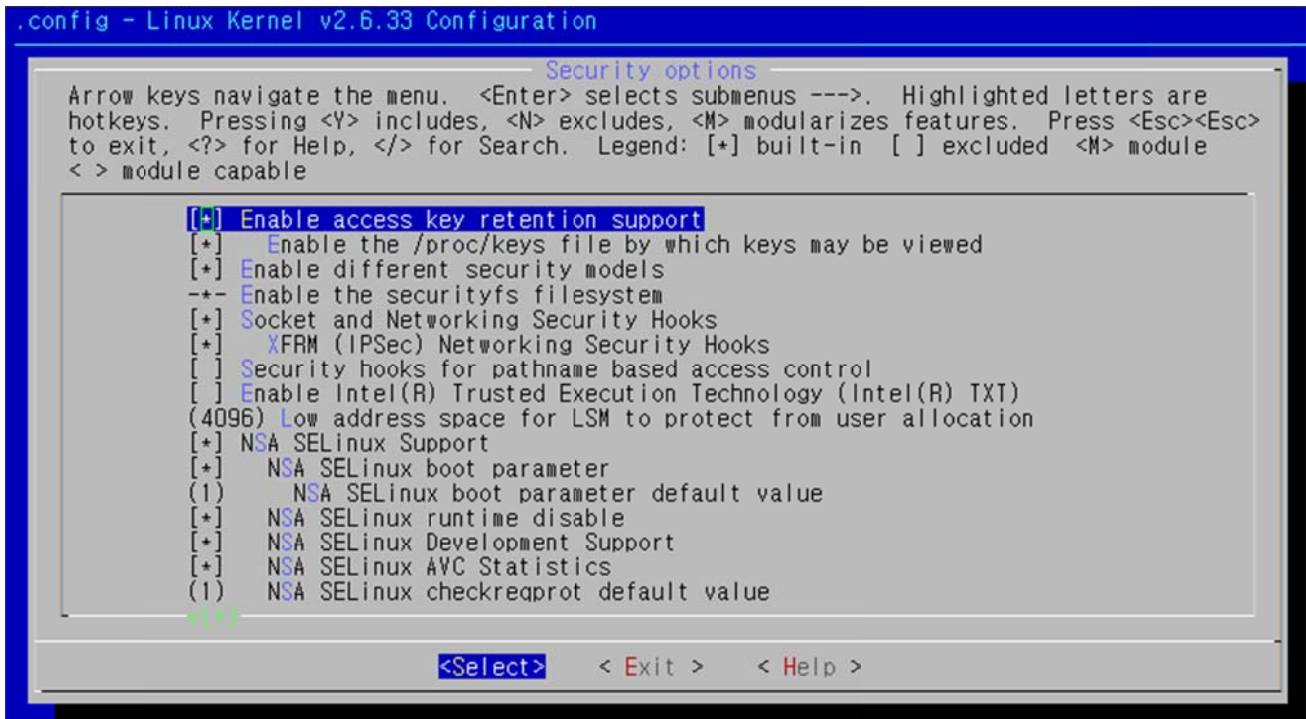 .config - Linux Kernel v2.6.33 Configuration
Security options
Arrow keys navigate the menu.  <Enter> selects submenus --->.  Highlighted letters are
hotkeys.  Pressing <Y> includes, <N> excludes, <M> modularizes features.  Press <Esc><Esc>
to exit, <?> for Help, </> for Search.  Legend: [*] built-in  [ ] excluded  <M> module
< > module capable
[*] Enable access key retention support
[*]   Enable the /proc/keys file by which keys may be viewed
[*] Enable different security models
-*- Enable the securityfs filesystem
[*] Socket and Networking Security Hooks
[*]   XFRM (IPSec) Networking Security Hooks
[ ] Security hooks for pathname based access control
[ ] Enable Intel(R) Trusted Execution Technology (Intel(R) TXT)
(4096) Low address space for LSM to protect from user allocation
[*] NSA SELinux Support
[*]   NSA SELinux boot parameter
(1)     NSA SELinux boot parameter default value
[*]   NSA SELinux runtime disable
[*]   NSA SELinux Development Support
[*]   NSA SELinux AVC Statistics
(1)   NSA SELinux checkreqprot default value
v(+)
<Select>    < Exit >    < Help >